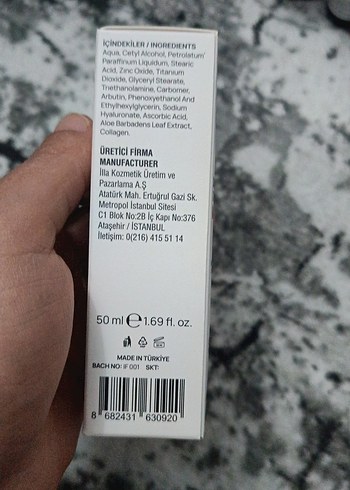 İÇİNDEKİLER / INGREDIENTS
Aqua, Cetyl Alcohol, Petrolatum
Paraffinum Liquidum, Stearic
Acid, Zinc Oxide, Titanium
Dioxide, Glyceryl Stearate,
Triethanolamine, Carbomer,
Arbutin, Phenoxyethanol And
Ethylhexylglycerin, Sodium
Hyaluronate, Ascorbic Acid,
Aloe Barbadens Leaf Extract,
Collagen.
ÜRETİCİ FİRMA
MANUFACTURER
İlla Kozmetik Üretim ve
Pazarlama A.Ş
Atatürk Mah. Ertuğrul Gazi Sk.
Metropol İstanbul Sitesi
C1 Blok No:2B İç Kapı No:376
Ataşehir / İSTANBUL
İletişim: 0(216) 415 51 14
50 ml e 1.69 fl. oz.
MADE IN TÜRKİYE
BACH NO: IF 001 SKT:
8 682431 630920